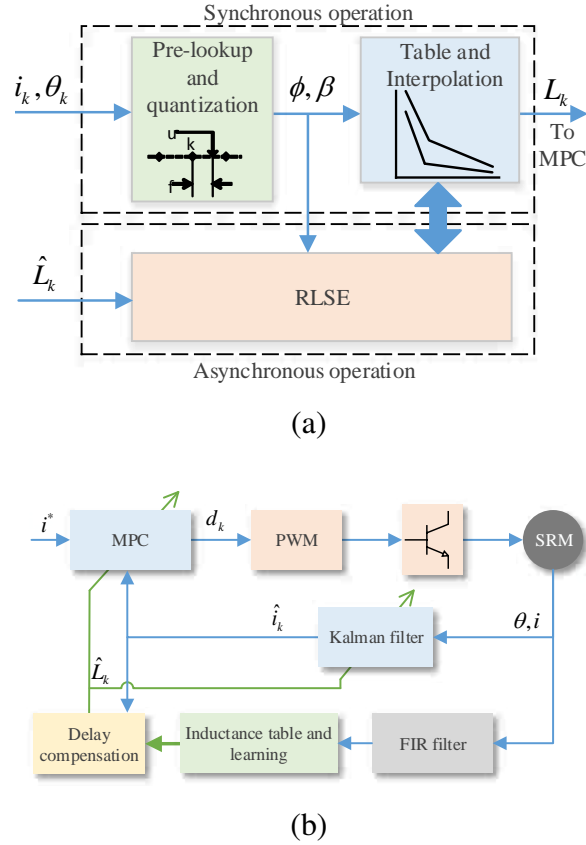 Synchronous operation
Pre-lookup
and
quantization
u
k
f
i_k, θ_k
ϕ, β
Table and
Interpolation
L_k
To
MPC
L̂_k
RLSE
Asynchronous operation
(a)
i*
MPC
d_k
PWM
SRM
î_k
Kalman filter
θ, i
L̂_k
Delay
compensation
Inductance table and
learning
FIR filter
(b)